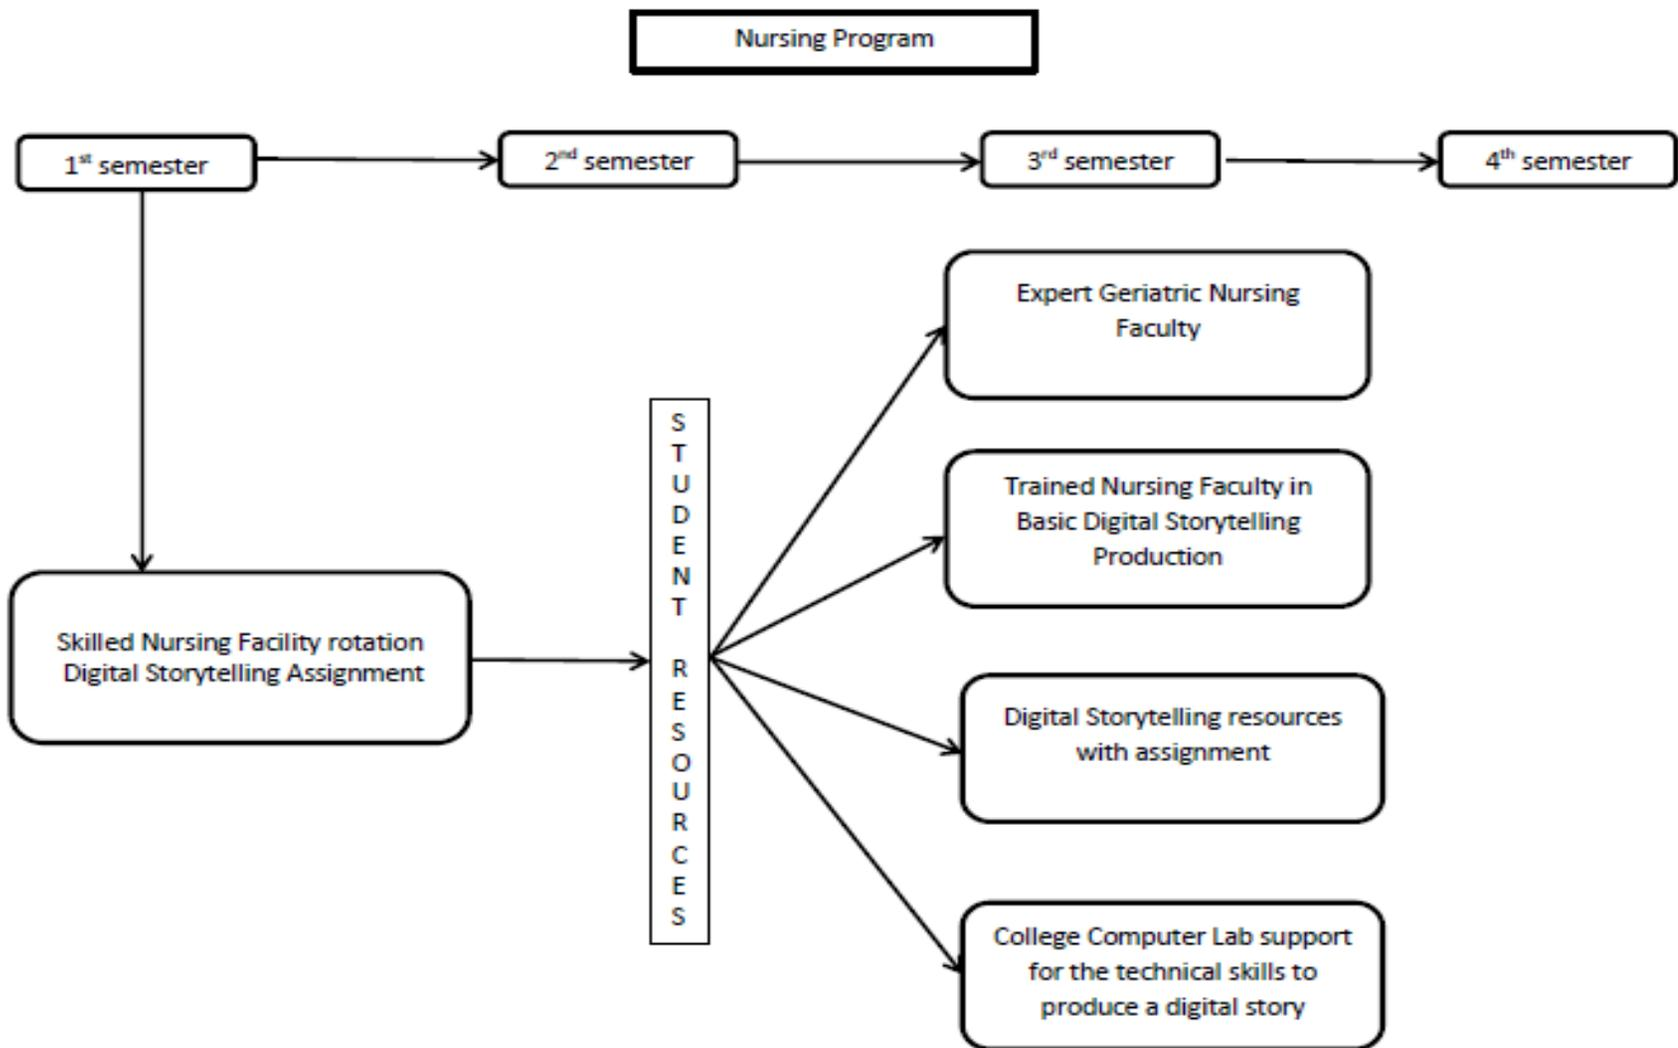 Nursing Program
1st semester
2nd semester
3rd semester
4th semester
Expert Geriatric Nursing
Faculty
STUDENT RESOURCES
Trained Nursing Faculty in
Basic Digital Storytelling
Production
Skilled Nursing Facility rotation
Digital Storytelling Assignment
Digital Storytelling resources
with assignment
College Computer Lab support
for the technical skills to
produce a digital story